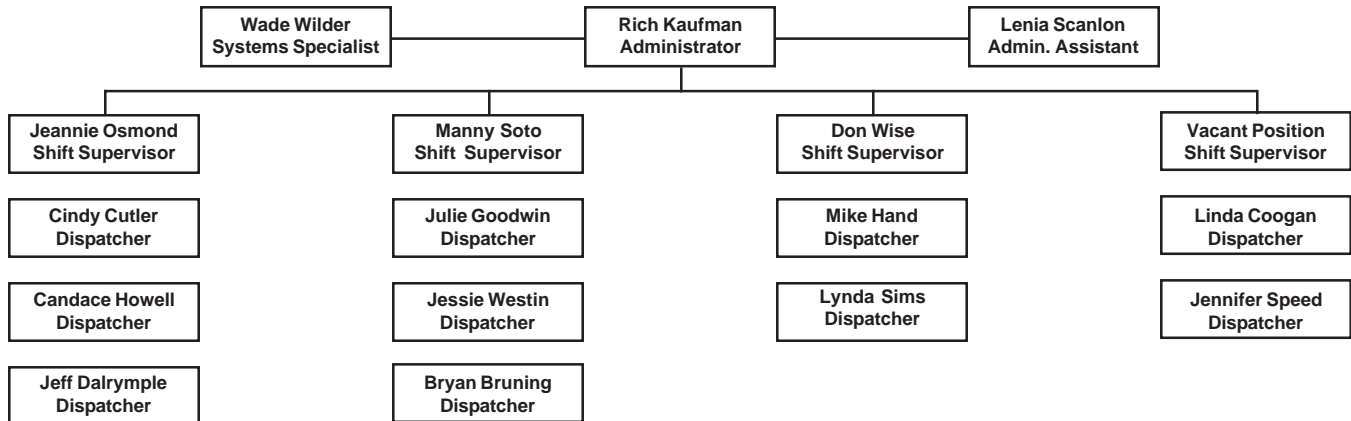 Wade Wilder
Systems Specialist
Rich Kaufman
Administrator
Lenia Scanlon
Admin. Assistant
Jeannie Osmond
Shift Supervisor
Manny Soto
Shift Supervisor
Don Wise
Shift Supervisor
Vacant Position
Shift Supervisor
Cindy Cutler
Dispatcher
Julie Goodwin
Dispatcher
Mike Hand
Dispatcher
Linda Coogan
Dispatcher
Candace Howell
Dispatcher
Jessie Westin
Dispatcher
Lynda Sims
Dispatcher
Jennifer Speed
Dispatcher
Jeff Dalrymple
Dispatcher
Bryan Bruning
Dispatcher